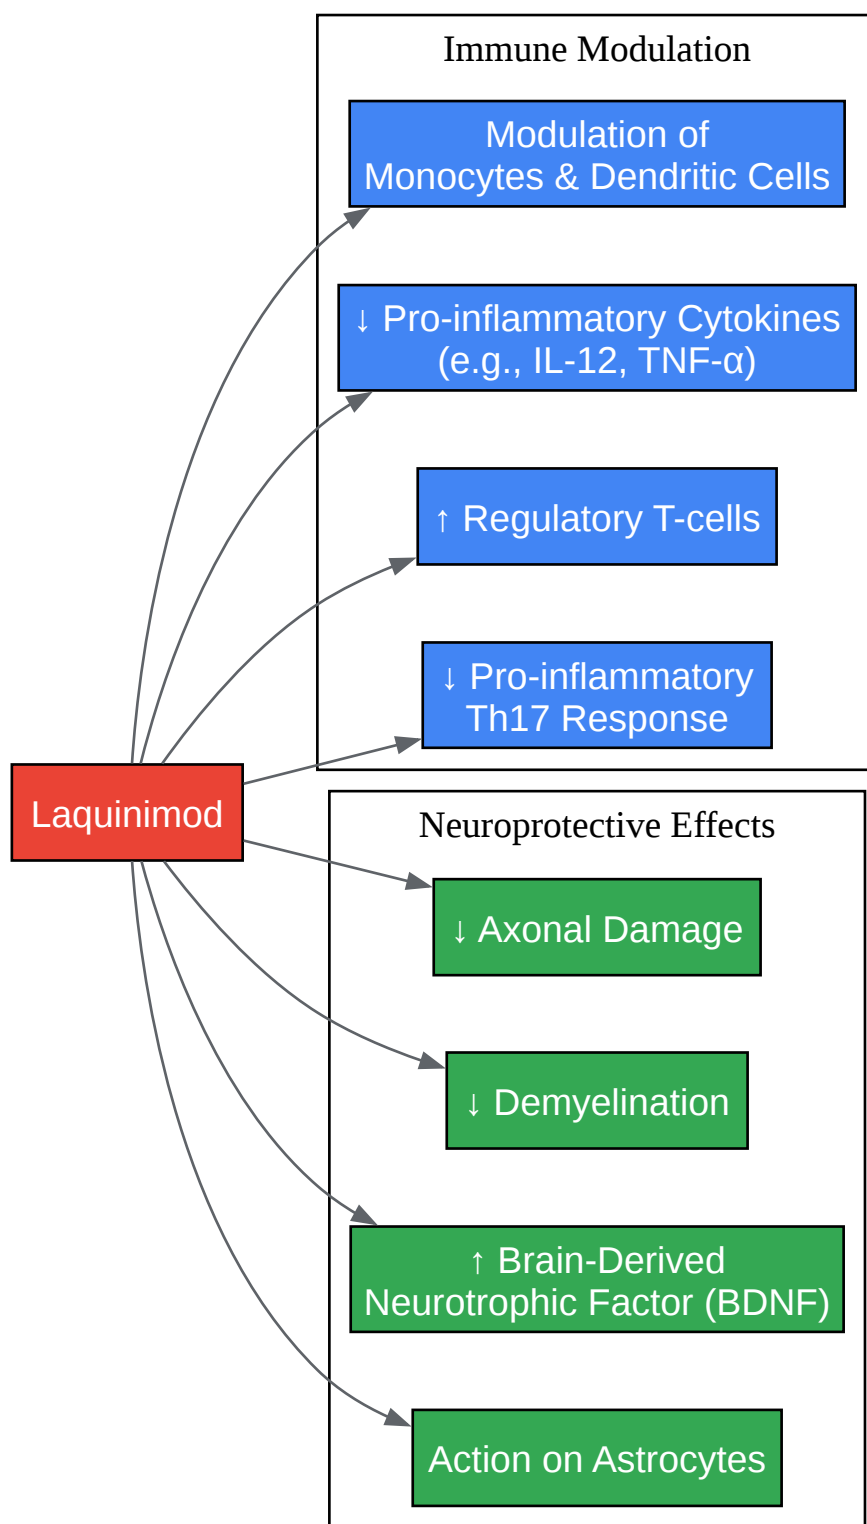 Immune Modulation
Modulation of
Monocytes & Dendritic Cells
↓ Pro-inflammatory Cytokines
(e.g., IL-12, TNF-α)
↑ Regulatory T-cells
↓ Pro-inflammatory
Th17 Response
Laquinimod
Neuroprotective Effects
↓ Axonal Damage
↓ Demyelination
↑ Brain-Derived
Neurotrophic Factor (BDNF)
Action on Astrocytes